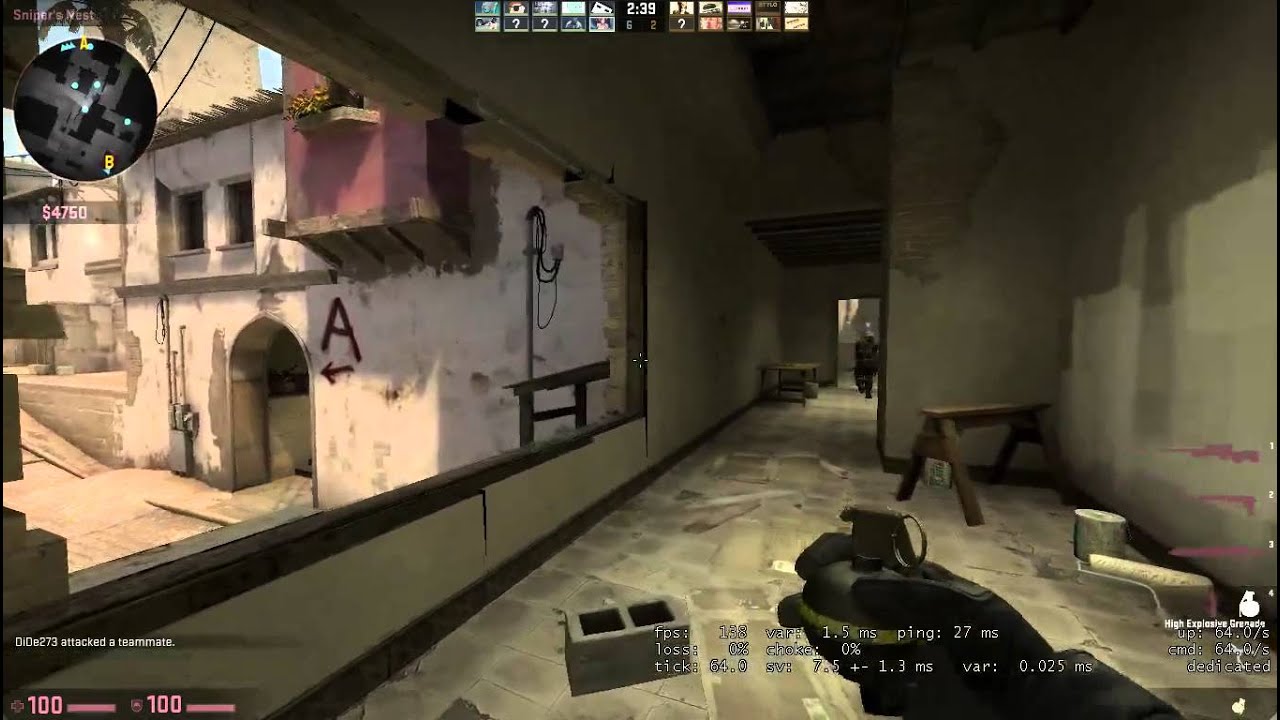 Sniper's Nest
A
B
$4750
2:39
6 2
? ? ?
STYLO
A
←
1
2
3
4
High Explosive Grenade
DiDe273 attacked a teammate.
fps: 138 var: 1.5 ms ping: 27 ms
loss: 0% choke: 0%
tick: 64.0 sv: 7.5 +- 1.3 ms var: 0.025 ms
up: 64.0/s
cmd: 64.0/s
dedicated
100 100